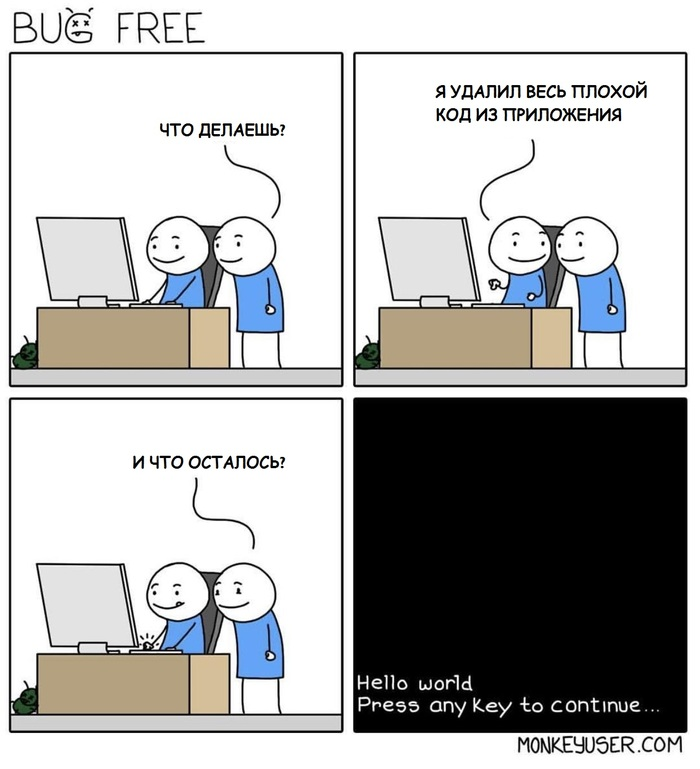 BUG FREE
ЧТО ДЕЛАЕШЬ?
Я УДАЛИЛ ВЕСЬ ПЛОХОЙ
КОД ИЗ ПРИЛОЖЕНИЯ
И ЧТО ОСТАЛОСЬ?
Hello world
Press any key to continue...
MONKEYUSER.COM